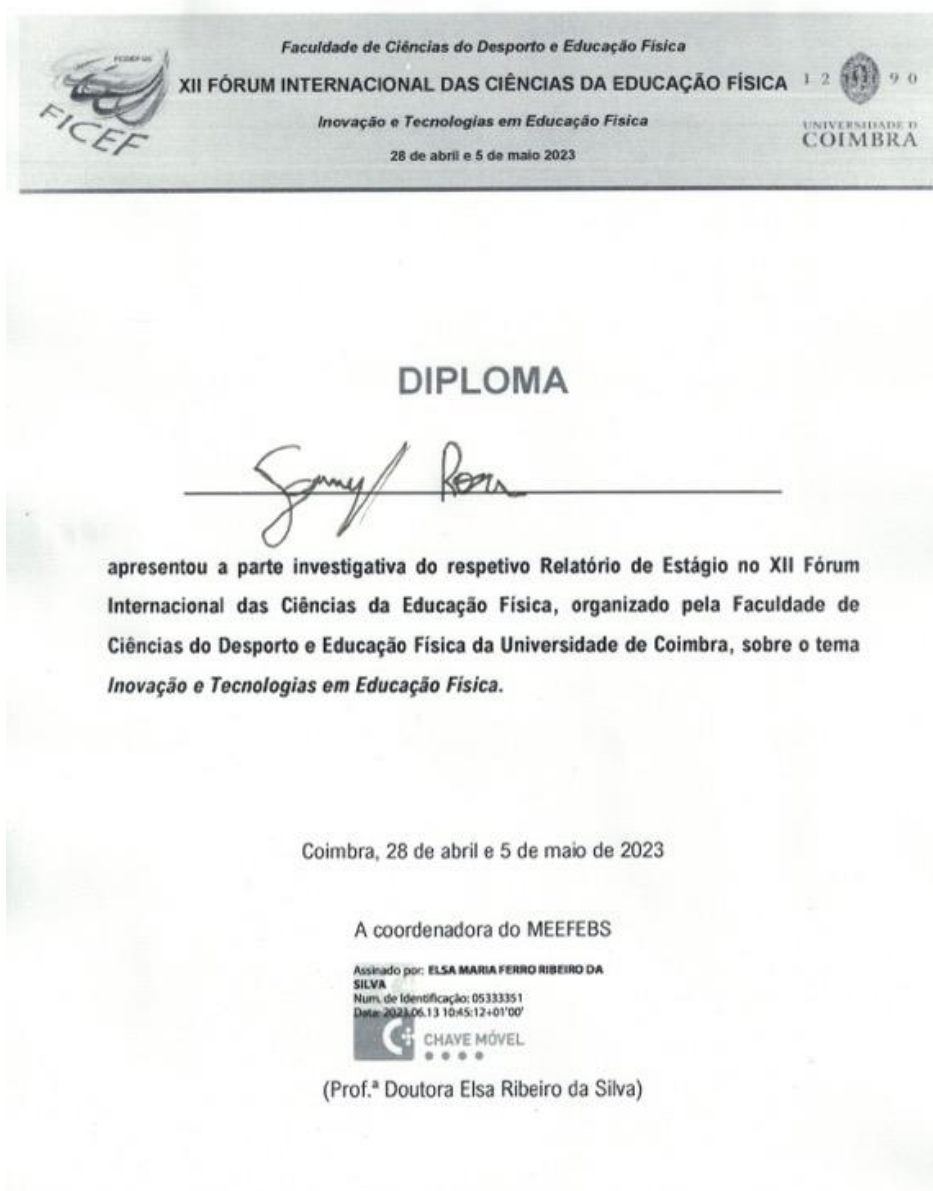 FCDEF-UC
FICEF
Faculdade de Ciências do Desporto e Educação Física
XII FÓRUM INTERNACIONAL DAS CIÊNCIAS DA EDUCAÇÃO FÍSICA
Inovação e Tecnologias em Educação Física
28 de abril e 5 de maio 2023
1 2 9 0
UNIVERSIDADE D
COIMBRA
DIPLOMA
apresentou a parte investigativa do respetivo Relatório de Estágio no XII Fórum
Internacional das Ciências da Educação Física, organizado pela Faculdade de
Ciências do Desporto e Educação Física da Universidade de Coimbra, sobre o tema
Inovação e Tecnologias em Educação Física.
Coimbra, 28 de abril e 5 de maio de 2023
A coordenadora do MEEFEBS
Assinado por: ELSA MARIA FERRO RIBEIRO DA
SILVA
Num. de Identificação: 05333351
Data: 2023.06.13 10:45:12+01'00'
CHAVE MÓVEL
(Prof.ª Doutora Elsa Ribeiro da Silva)